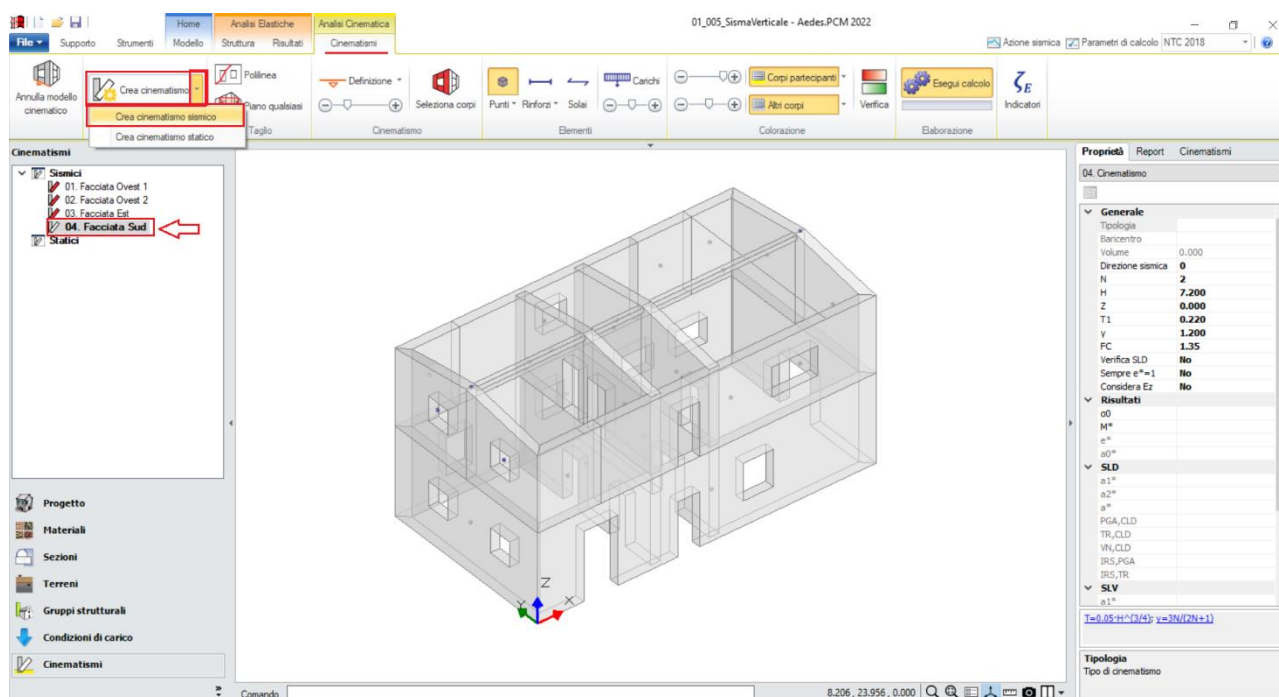 01_005_SismaVerticale - Aedes.PCM 2022
Home Analisi Elastiche Analisi Cinematica
File Supporto Strumenti Modello Struttura Risultati Cinematismi Azione sismica Parametri di calcolo NTC 2018
Annulla modello cinematico
Crea cinematismo
Crea cinematismo sismico
Crea cinematismo statico
Polilinea
Piano qualsiasi
Taglio
Definizione
Seleziona corpi
Cinematismo
Punti Rinforzi Solai
Carichi
Elementi
Corpi partecipanti
Altri corpi
Verifica
Colorazione
Esegui calcolo
Elaborazione
ζE
Indicatori
Cinematismi
Sismici
01. Facciata Ovest 1
02. Facciata Ovest 2
03. Facciata Est
04. Facciata Sud
Statici
Progetto
Materiali
Sezioni
Terreni
Gruppi strutturali
Condizioni di carico
Cinematismi
Z
Y X
Comando
8.206 , 23.956 , 0.000
Proprietà Report Cinematismi
04. Cinematismo
Generale
Tipologia
Baricentro
Volume 0.000
Direzione sismica 0
N 2
H 7.200
Z 0.000
T1 0.220
γ 1.200
FC 1.35
Verifica SLD No
Sempre e*=1 No
Considera Ez No
Risultati
α0
M*
e*
a0*
SLD
a1*
a2*
a*
PGA,CLD
TR,CLD
VN,CLD
IRS,PGA
IRS,TR
SLV
a1*
T=0.05·H^(3/4); γ=3N/(2N+1)
Tipologia
Tipo di cinematismo